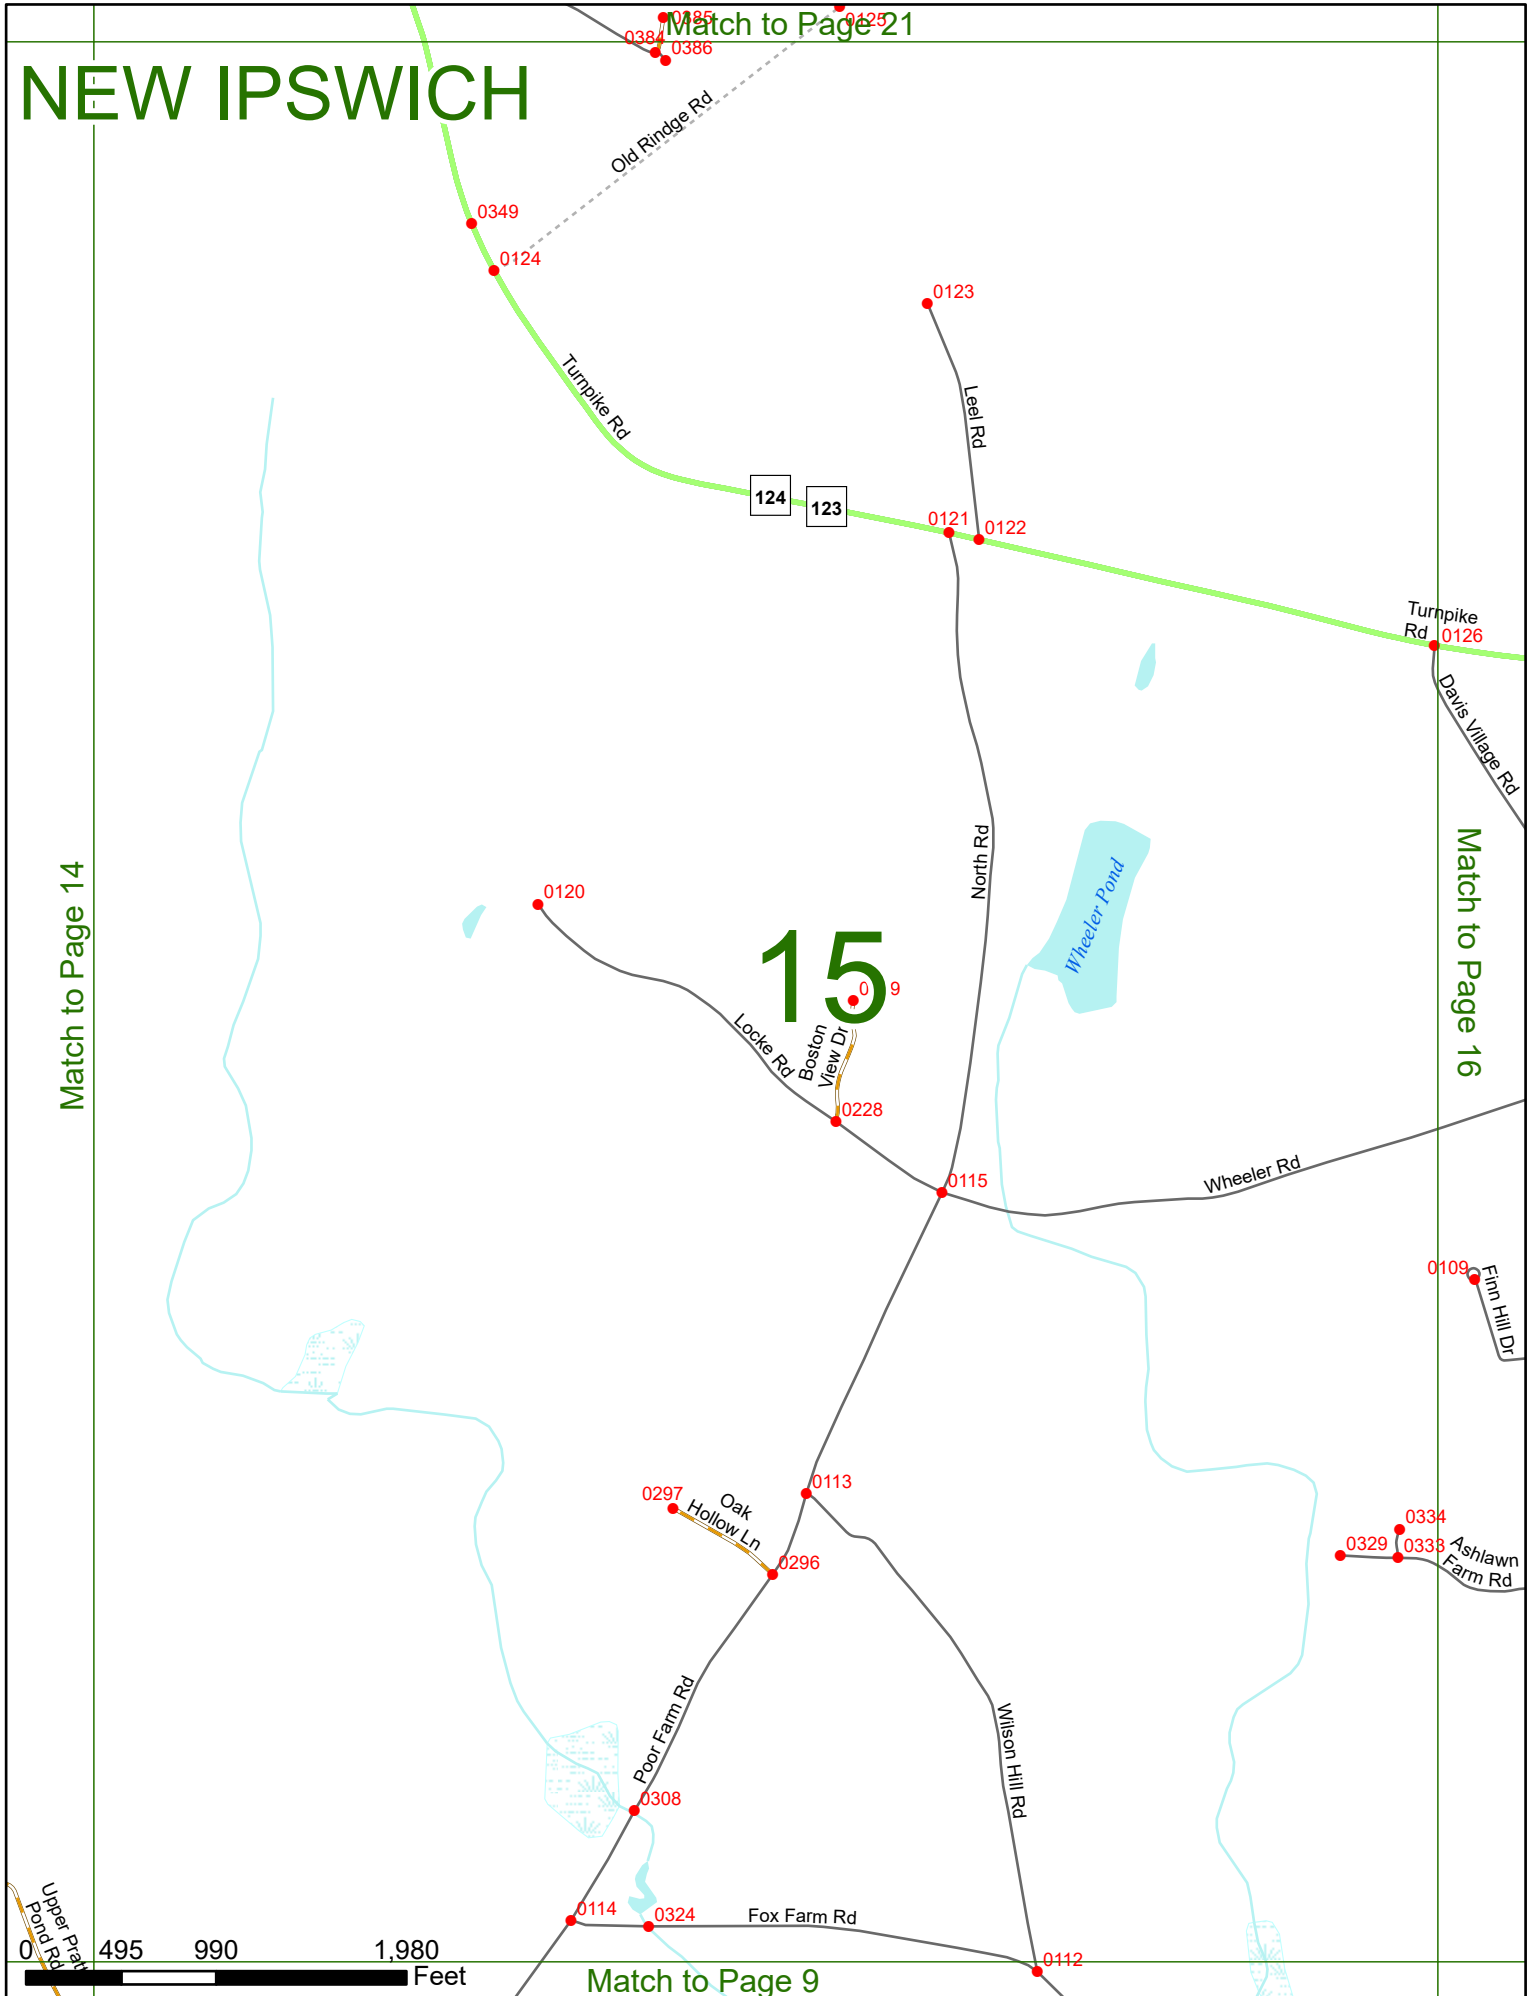 0385
Match to Page 21
0125
0384
0386
NEW IPSWICH
Old Rindge Rd
0349
0124
0123
Turnpike Rd
Leel Rd
124
123
0121
0122
Turnpike
Rd
0126
Davis Village Rd
North Rd
Match to Page 14
Match to Page 16
Wheeler Pond
0120
15
Locke Rd
Boston
View Dr
0228
0115
Wheeler Rd
0109
Finn Hill Dr
0113
0297
Oak
Hollow Ln
0296
0334
0329
0333
Ashlawn
Farm Rd
Poor Farm Rd
Wilson Hill Rd
0308
Upper Pratt
Pond Rd
0114
0324
Fox Farm Rd
0112
0 495 990 1,980
Feet
Match to Page 9